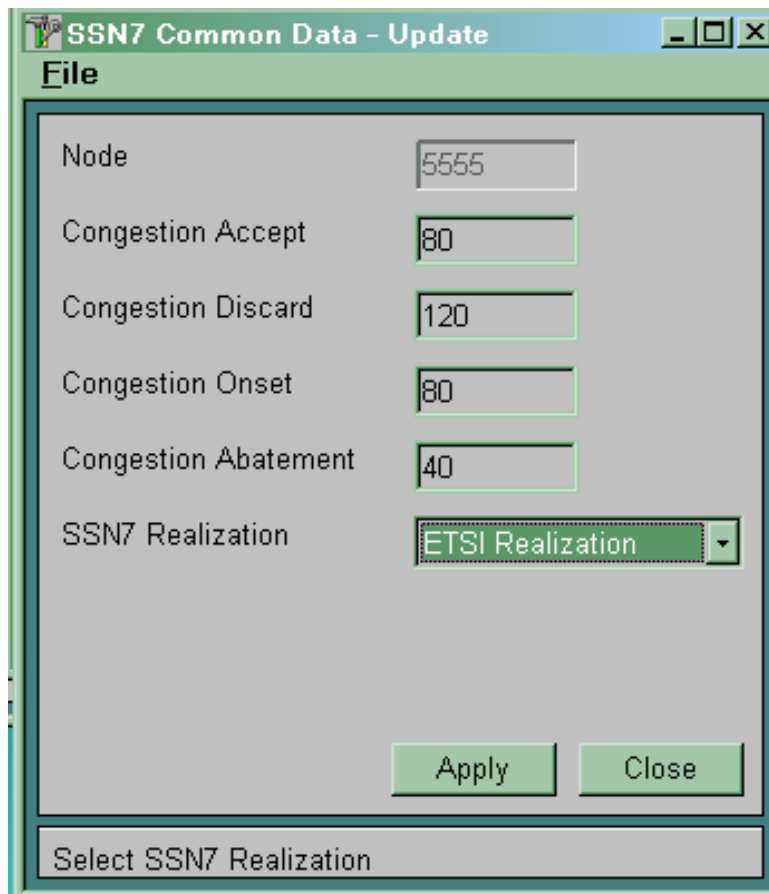 SSN7 Common Data - Update
File
Node 5555
Congestion Accept 80
Congestion Discard 120
Congestion Onset 80
Congestion Abatement 40
SSN7 Realization ETSI Realization
Apply Close
Select SSN7 Realization